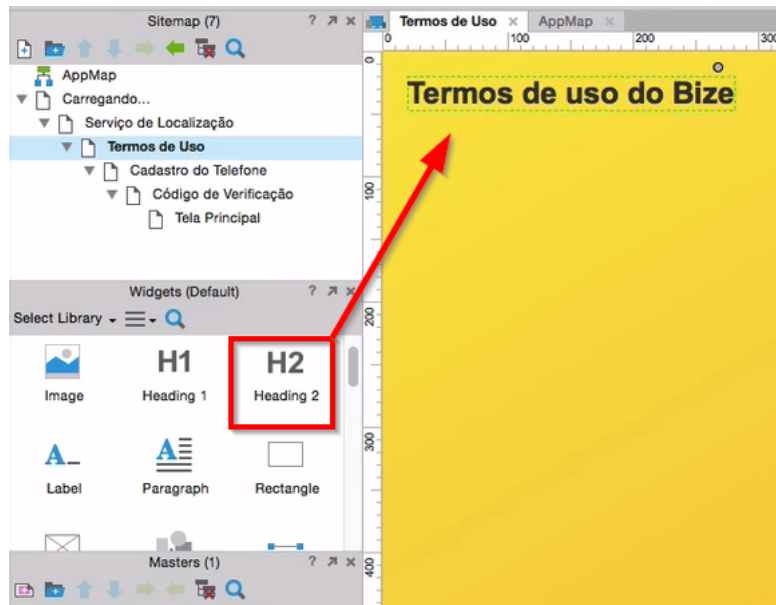 Sitemap (7)
?
Termos de Uso
AppMap
0
100
200
300
AppMap
Carregando...
Serviço de Localização
Termos de Uso
Cadastro do Telefone
Código de Verificação
Tela Principal
Termos de uso do Bize
0
100
200
300
400
Widgets (Default)
?
Select Library
H1
H2
Image
Heading 1
Heading 2
A_
A
Label
Paragraph
Rectangle
Masters (1)
?